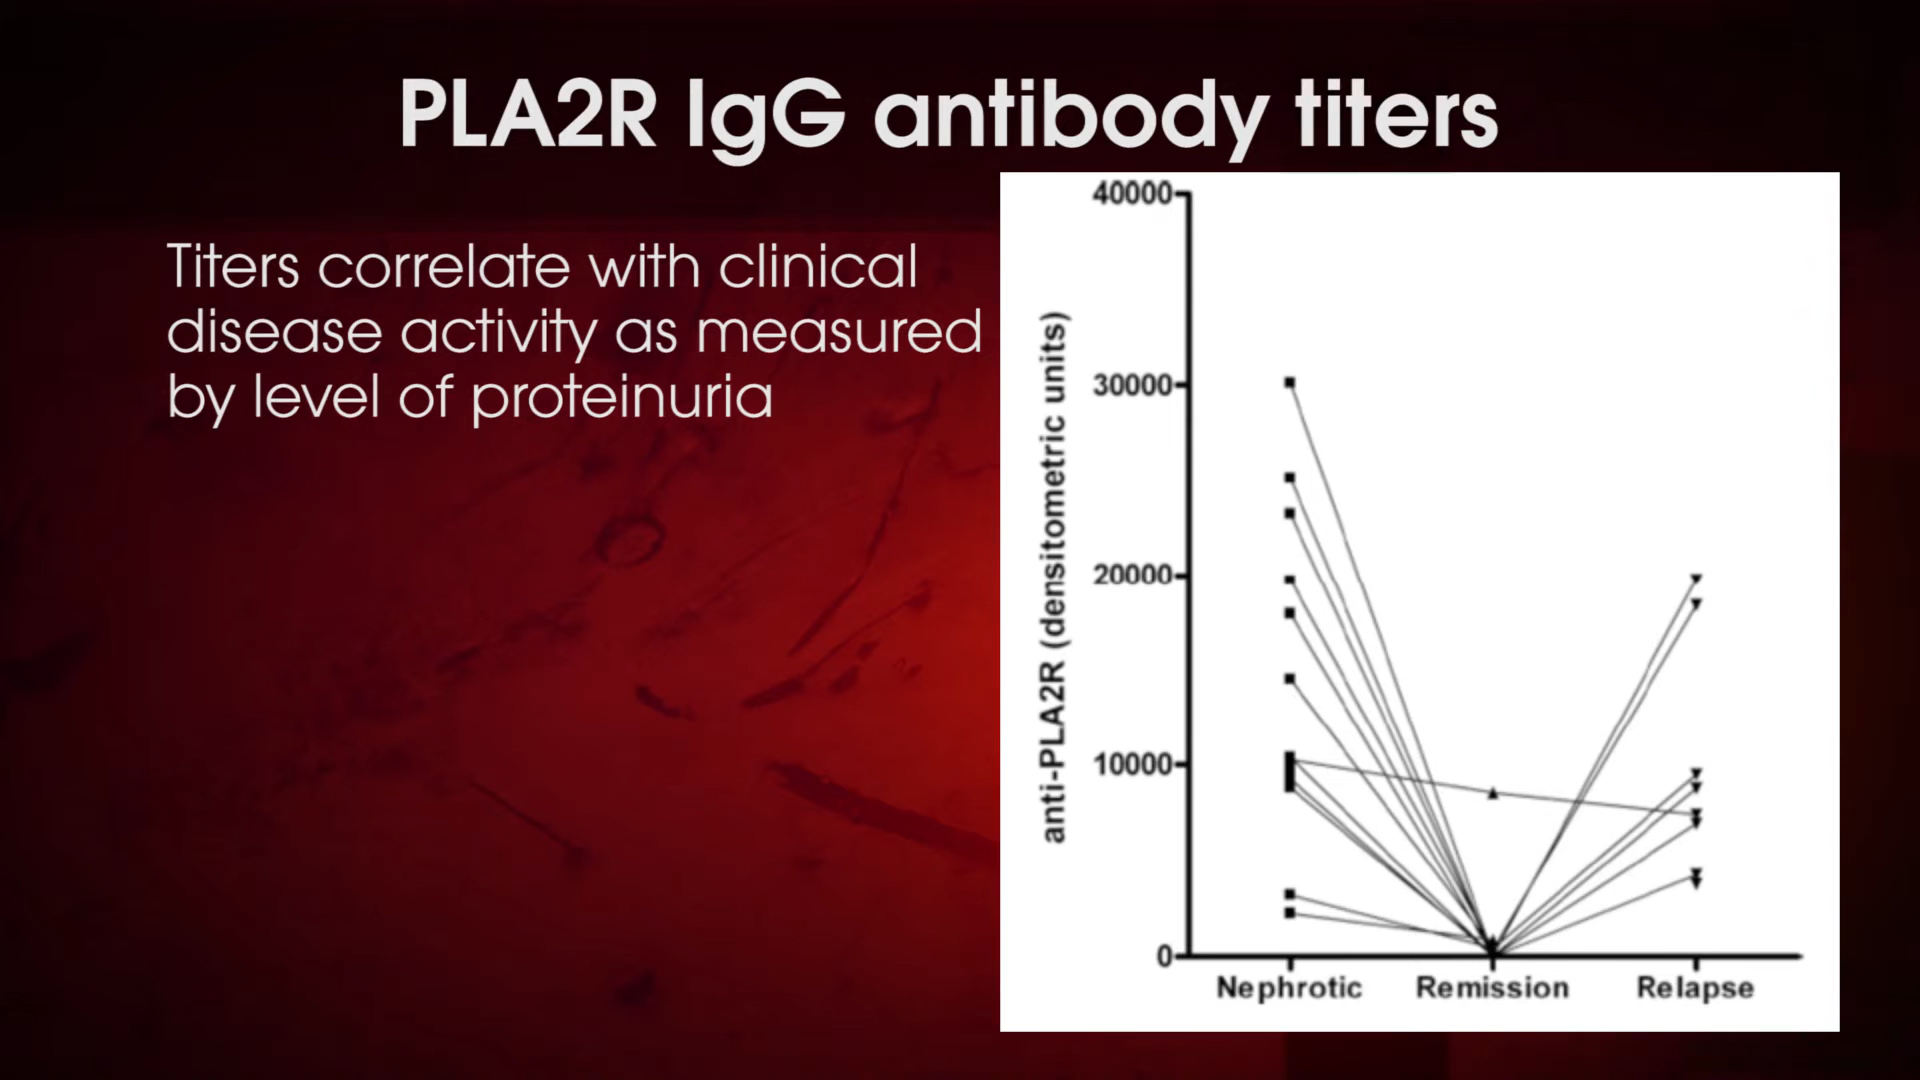 PLA2R IgG antibody titers
Titers correlate with clinical
disease activity as measured
by level of proteinuria
anti-PLA2R (densitometric units)
40000
30000
20000
10000
0
Nephrotic Remission Relapse